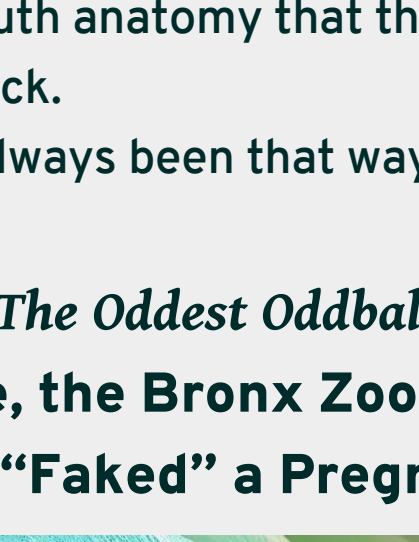 uth anatomy that th
ck.
lways been that way
The Oddest Oddbal
e, the Bronx Zoo
“Faked” a Pregn